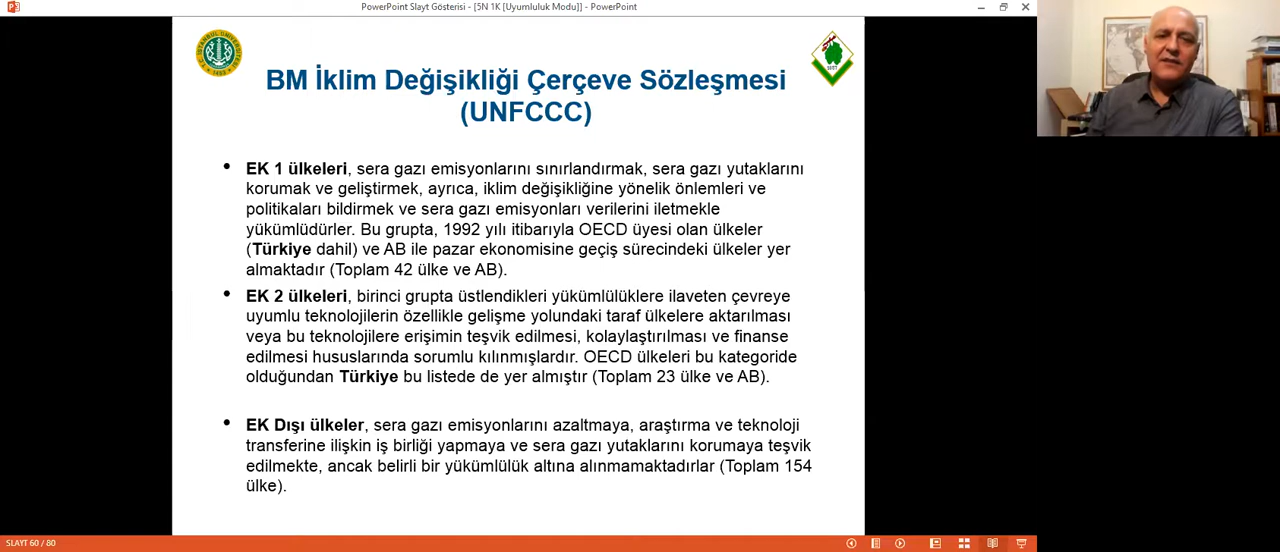 PowerPoint Slayt Gösterisi - [5N 1K [Uyumluluk Modu]] - PowerPoint
BM İklim Değişikliği Çerçeve Sözleşmesi
(UNFCCC)
• EK 1 ülkeleri, sera gazı emisyonlarını sınırlandırmak, sera gazı yutaklarını
korumak ve geliştirmek, ayrıca, iklim değişikliğine yönelik önlemleri ve
politikaları bildirmek ve sera gazı emisyonları verilerini iletmekle
yükümlüdürler. Bu grupta, 1992 yılı itibarıyla OECD üyesi olan ülkeler
(Türkiye dahil) ve AB ile pazar ekonomisine geçiş sürecindeki ülkeler yer
almaktadır (Toplam 42 ülke ve AB).
• EK 2 ülkeleri, birinci grupta üstlendikleri yükümlülüklere ilaveten çevreye
uyumlu teknolojilerin özellikle gelişme yolundaki taraf ülkelere aktarılması
veya bu teknolojilere erişimin teşvik edilmesi, kolaylaştırılması ve finanse
edilmesi hususlarında sorumlu kılınmışlardır. OECD ülkeleri bu kategoride
olduğundan Türkiye bu listede de yer almıştır (Toplam 23 ülke ve AB).
• EK Dışı ülkeler, sera gazı emisyonlarını azaltmaya, araştırma ve teknoloji
transferine ilişkin iş birliği yapmaya ve sera gazı yutaklarını korumaya teşvik
edilmekte, ancak belirli bir yükümlülük altına alınmamaktadırlar (Toplam 154
ülke).
SLAYT 60 / 80